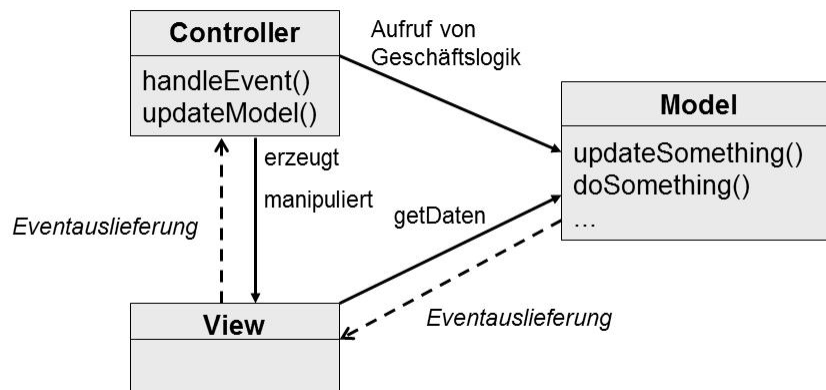 Controller
handleEvent()
updateModel()
Aufruf von
Geschäftslogik
Model
updateSomething()
doSomething()
...
erzeugt
manipuliert
Eventauslieferung
getDaten
Eventauslieferung
View